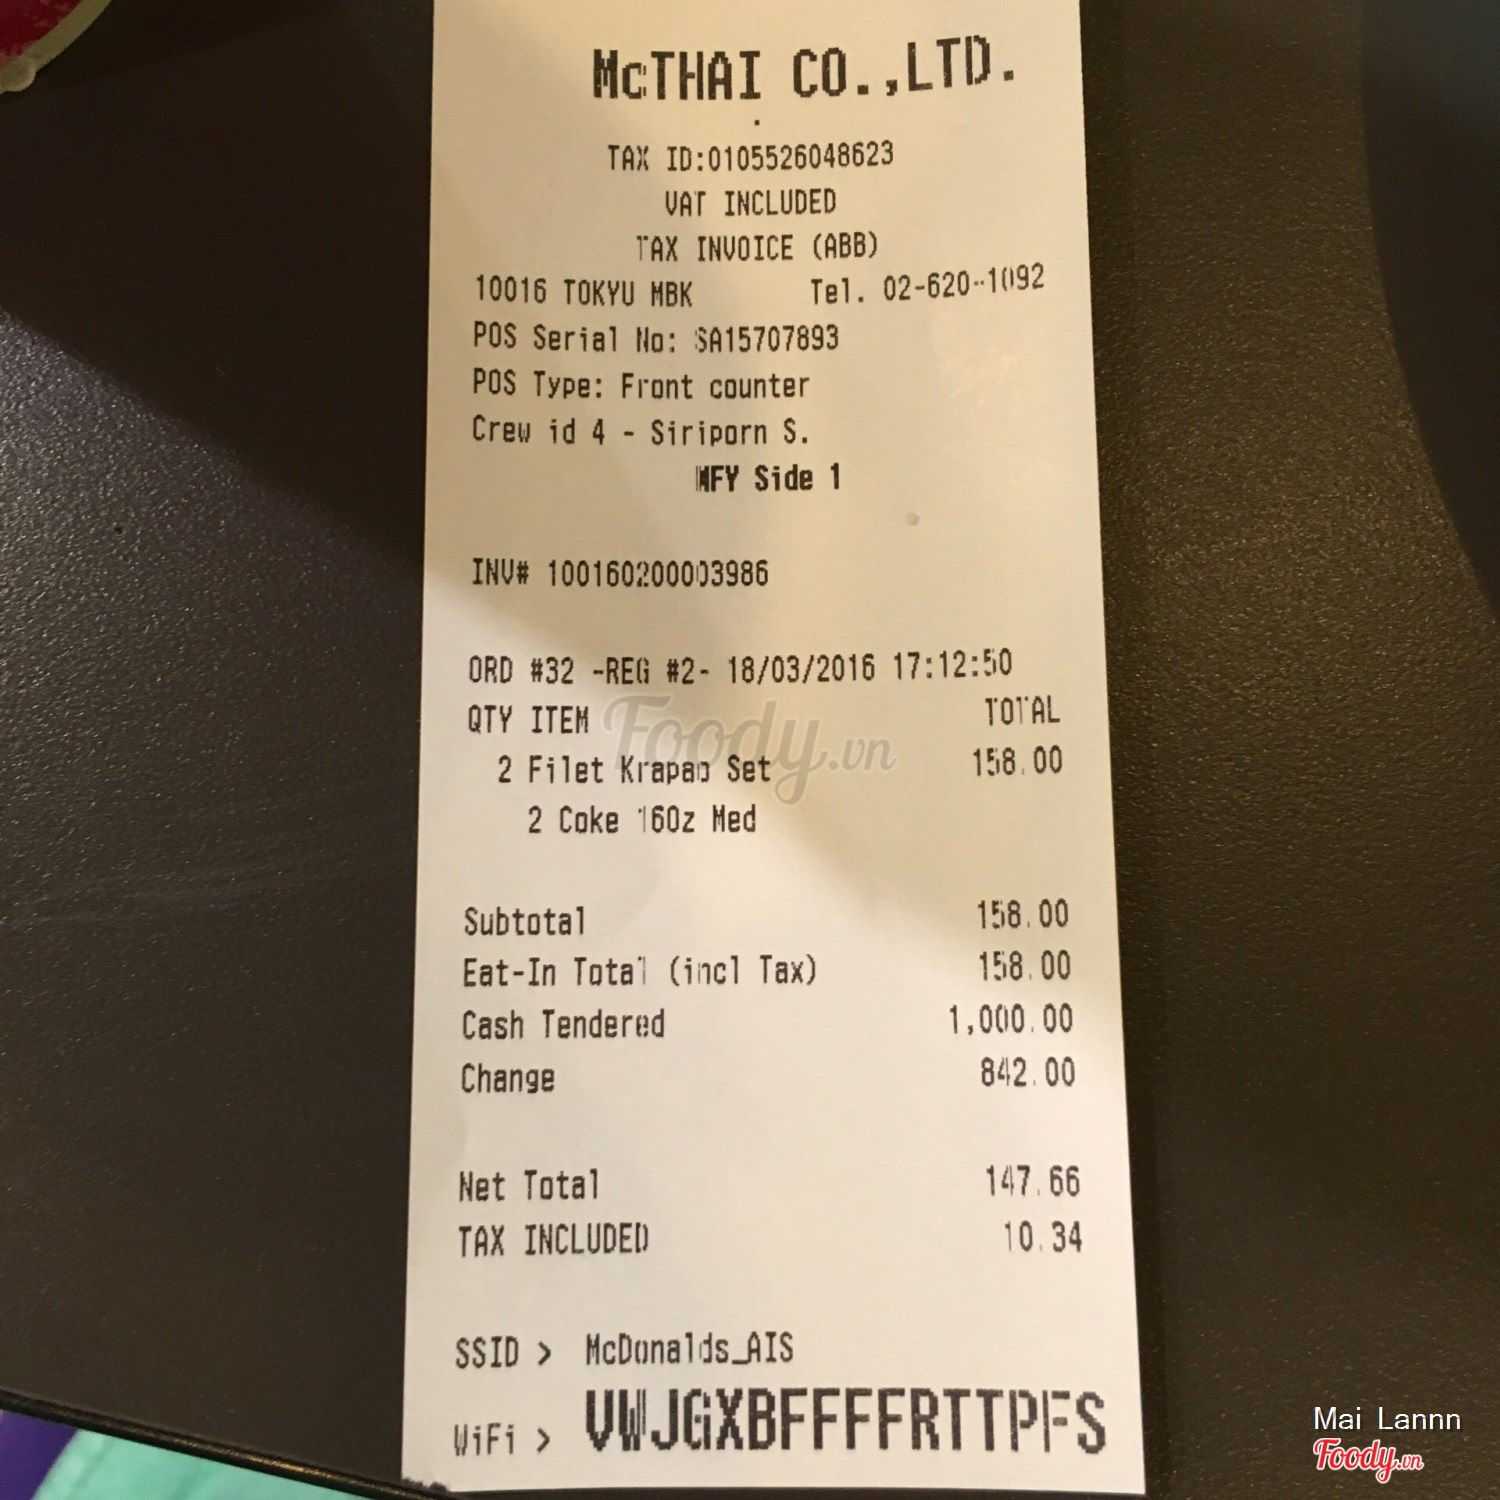 McTHAI CO.,LTD.
.
TAX ID:0105526048623
VAT INCLUDED
TAX INVOICE (ABB)
10016 TOKYU MBK Tel. 02-620-1092
POS Serial No: SA15707893
POS Type: Front counter
Crew id 4 - Siriporn S.
MFY Side 1
INV# 100160200003986
ORD #32 -REG #2- 18/03/2016 17:12:50
QTY ITEM TOTAL
2 Filet Krapao Set 158.00
2 Coke 16Oz Med
Subtotal 158.00
Eat-In Total (incl Tax) 158.00
Cash Tendered 1,000.00
Change 842.00
Net Total 147.66
TAX INCLUDED 10.34
SSID > McDonalds_AIS
WiFi > VWJGXBFFFFRTTPFS
Foody.vn
Mai Lannn
Foody.vn